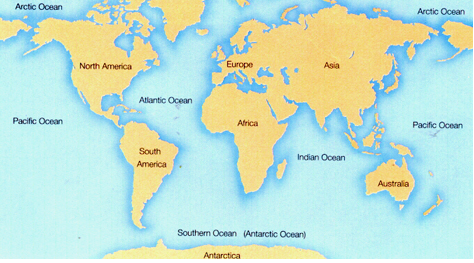 Arctic Ocean
Arctic Ocean
North America
Europe
Asia
Atlantic Ocean
Pacific Ocean
Africa
Pacific Ocean
South
America
Indian Ocean
Australia
Southern Ocean (Antarctic Ocean)
Antarctica